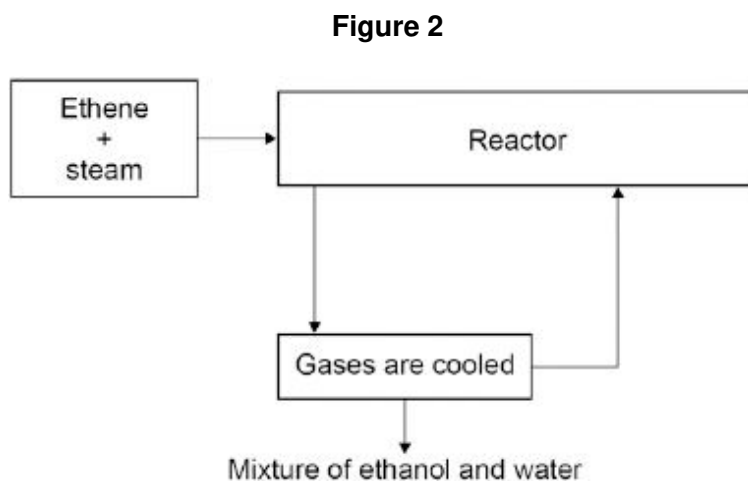 Figure 2
Ethene
+
steam
Reactor
Gases are cooled
Mixture of ethanol and water